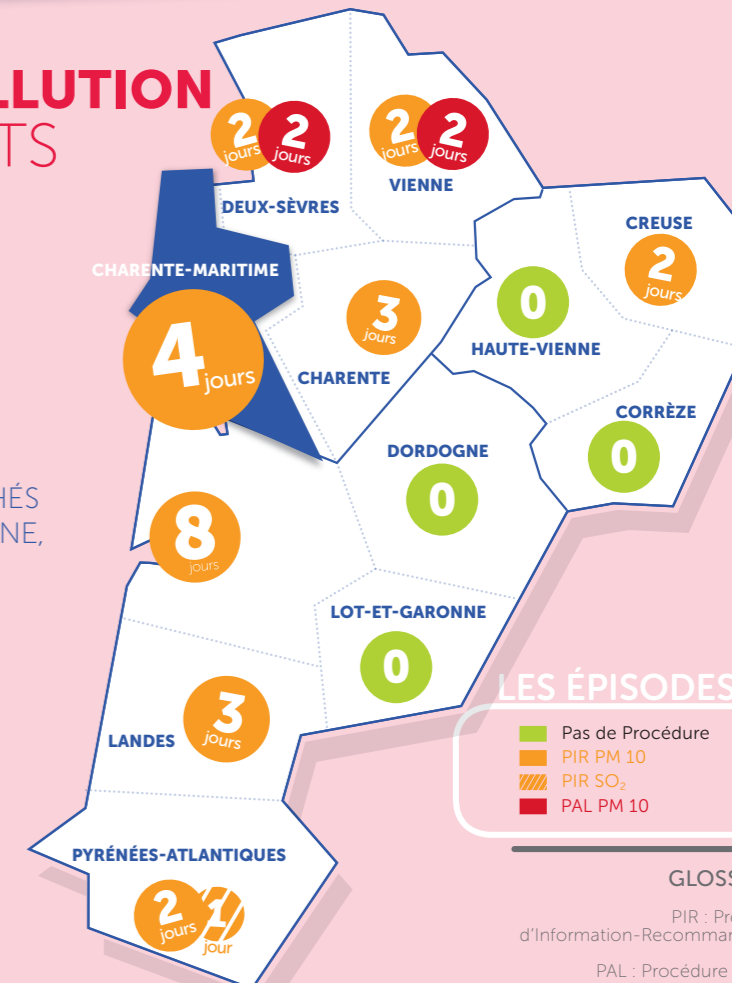 LLUTION
TS
2 jours
2 jours
2 jours
2 jours
DEUX-SÈVRES
VIENNE
CREUSE
2 jours
CHARENTE-MARITIME
4 jours
3 jours
CHARENTE
0
HAUTE-VIENNE
CORRÈZE
0
DORDOGNE
0
HÉS
NE,
8 jours
LOT-ET-GARONNE
0
LANDES
3 jours
PYRÉNÉES-ATLANTIQUES
2 jours
1 jour
LES ÉPISODES
Pas de Procédure
PIR PM 10
PIR SO₂
PAL PM 10
GLOSS
PIR : Pr
d'Information-Recomman
PAL : Procédure